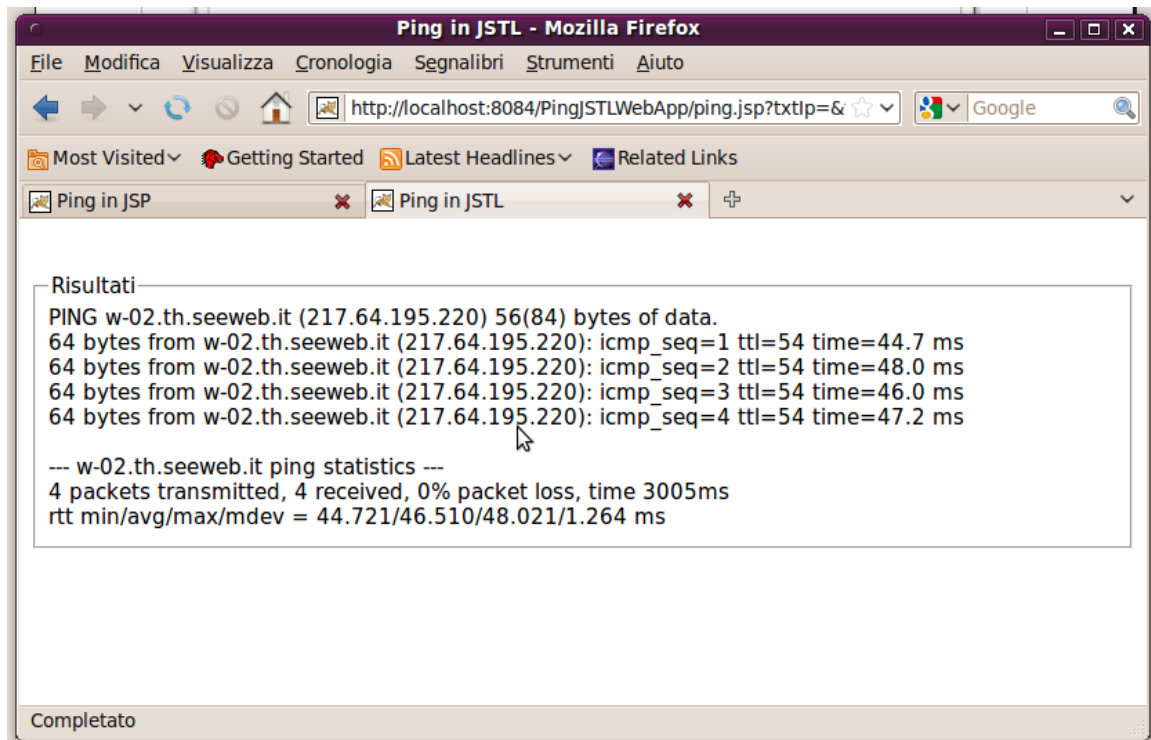 Ping in JSTL - Mozilla Firefox
File Modifica Visualizza Cronologia Segnalibri Strumenti Aiuto
http://localhost:8084/PingJSTLWebApp/ping.jsp?txtIp=& Google
Most Visited Getting Started Latest Headlines Related Links
Ping in JSP Ping in JSTL
Risultati
PING w-02.th.seeweb.it (217.64.195.220) 56(84) bytes of data.
64 bytes from w-02.th.seeweb.it (217.64.195.220): icmp_seq=1 ttl=54 time=44.7 ms
64 bytes from w-02.th.seeweb.it (217.64.195.220): icmp_seq=2 ttl=54 time=48.0 ms
64 bytes from w-02.th.seeweb.it (217.64.195.220): icmp_seq=3 ttl=54 time=46.0 ms
64 bytes from w-02.th.seeweb.it (217.64.195.220): icmp_seq=4 ttl=54 time=47.2 ms
--- w-02.th.seeweb.it ping statistics ---
4 packets transmitted, 4 received, 0% packet loss, time 3005ms
rtt min/avg/max/mdev = 44.721/46.510/48.021/1.264 ms
Completato